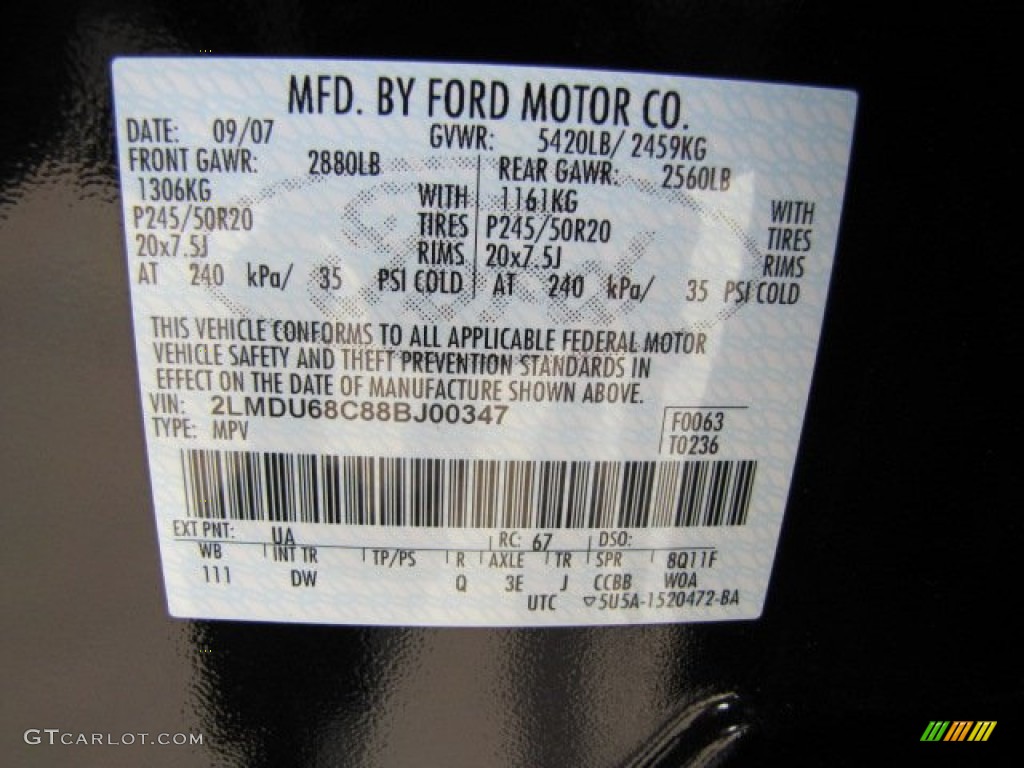 MFD. BY FORD MOTOR CO.
DATE: 09/07 GVWR: 5420LB/ 2459KG
FRONT GAWR: 2880LB REAR GAWR: 2560LB
1306KG WITH 1161KG WITH
P245/50R20 TIRES P245/50R20 TIRES
20x7.5J RIMS 20x7.5J RIMS
AT 240 kPa/ 35 PSI COLD AT 240 kPa/ 35 PSI COLD
THIS VEHICLE CONFORMS TO ALL APPLICABLE FEDERAL MOTOR
VEHICLE SAFETY AND THEFT PREVENTION STANDARDS IN
EFFECT ON THE DATE OF MANUFACTURE SHOWN ABOVE.
VIN: 2LMDU68C88BJ00347 F0063
TYPE: MPV T0236
EXT PNT: UA RC: 67 DSO:
WB INT TR TP/PS R AXLE TR SPR 8Q11F
111 DW Q 3E J CCBB WOA
UTC ▽5U5A-1520472-BA
GTCARLOT.COM